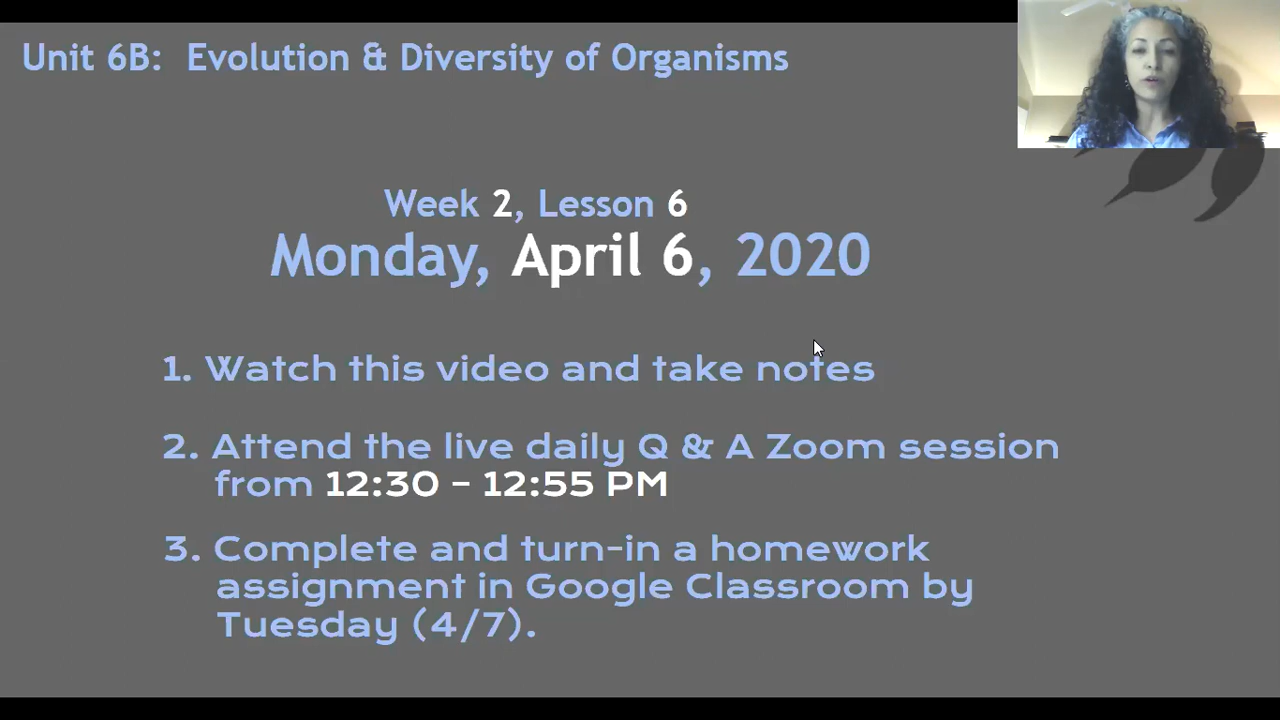 Unit 6B: Evolution & Diversity of Organisms
Week 2, Lesson 6
Monday, April 6, 2020
1. Watch this video and take notes
2. Attend the live daily Q & A Zoom session
from 12:30 – 12:55 PM
3. Complete and turn-in a homework
assignment in Google Classroom by
Tuesday (4/7).